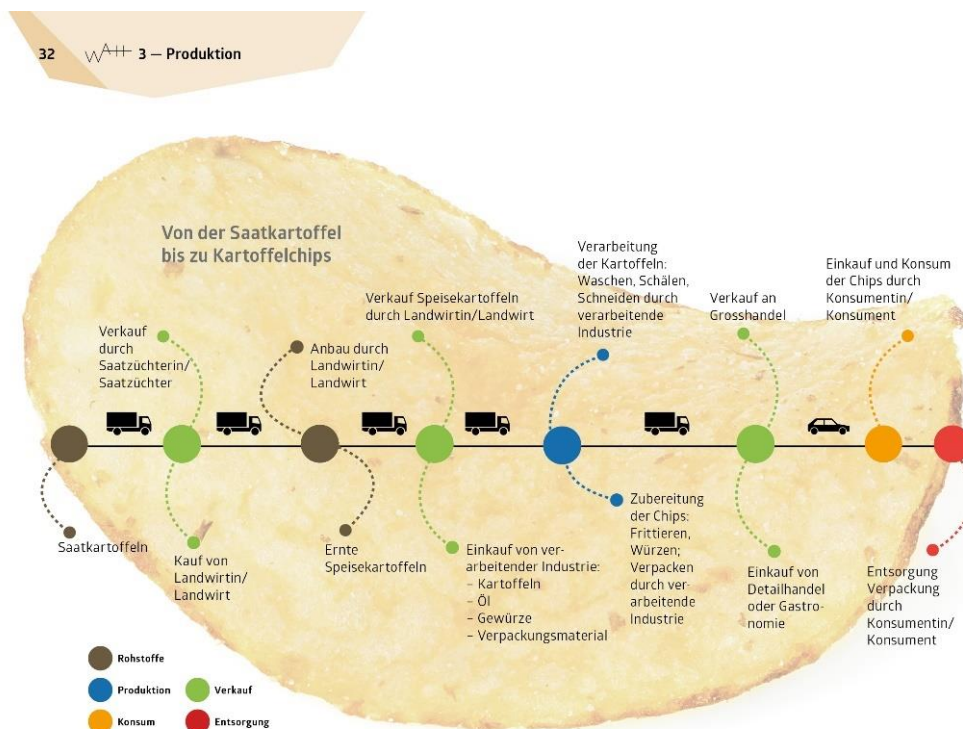 32 WAH 3 — Produktion
Von der Saatkartoffel
bis zu Kartoffelchips
Verkauf
durch
Saatzüchterin/
Saatzüchter
Anbau durch
Landwirtin/
Landwirt
Verkauf Speisekartoffeln
durch Landwirtin/Landwirt
Verarbeitung
der Kartoffeln:
Waschen, Schälen,
Schneiden durch
verarbeitende
Industrie
Verkauf an
Grosshandel
Einkauf und Konsum
der Chips durch
Konsumentin/
Konsument
Saatkartoffeln
Kauf von
Landwirtin/
Landwirt
Ernte
Speisekartoffeln
Einkauf von ver-
arbeitender Industrie:
– Kartoffeln
– Öl
– Gewürze
– Verpackungsmaterial
Zubereitung
der Chips:
Frittieren,
Würzen;
Verpacken
durch ver-
arbeitende
Industrie
Einkauf von
Detailhandel
oder Gastro-
nomie
Entsorgung
Verpackung
durch
Konsumentin/
Konsument
Rohstoffe
Produktion
Verkauf
Konsum
Entsorgung